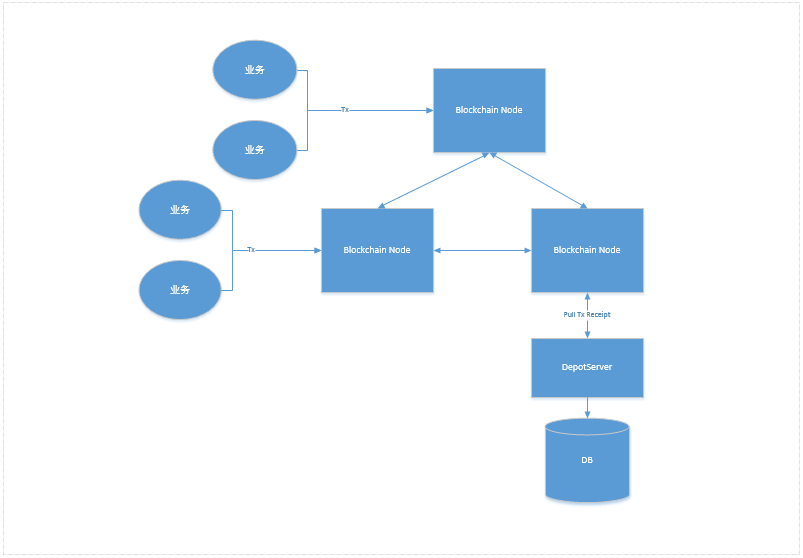 业务
Blockchain Node
Tx
业务
业务
Blockchain Node
Blockchain Node
Tx
业务
Pull Tx Receipt
DepotServer
DB